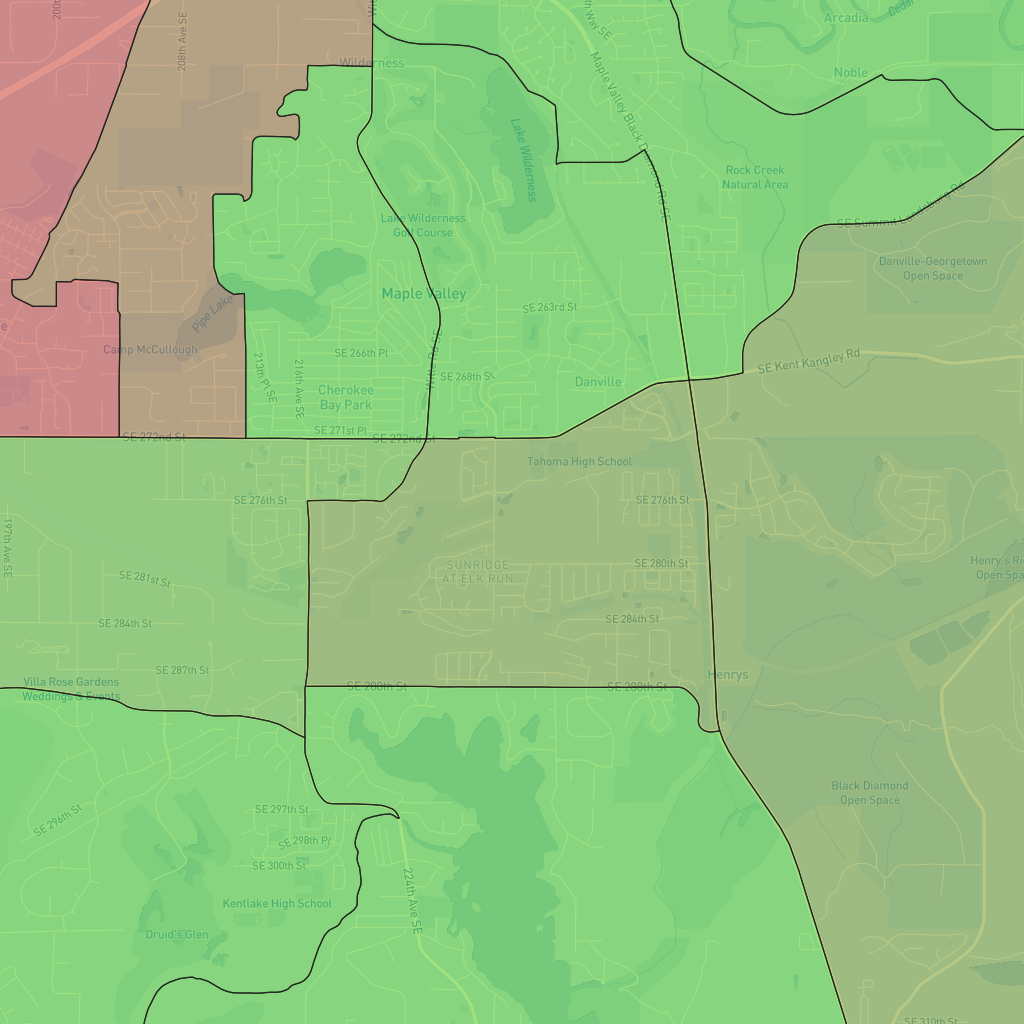 208th Ave SE
Arcadia
Cedar
Wilderness
Noble
Maple Valley Black Diamond Rd SE
Lake Wilderness
Rock Creek
Natural Area
Lake Wilderness
Golf Course
SE Summit Landsburg Rd
Danville-Georgetown
Open Space
Maple Valley
Pipe Lake
SE 263rd St
Camp McCullough
SE 266th Pl
213th Pl SE
216th Ave SE
Witte Rd SE
SE Kent Kangley Rd
SE 268th St
Danville
Cherokee
Bay Park
SE 271st Pl
SE 272nd St
SE 272nd St
Tahoma High School
SE 276th St
SE 276th St
197th Ave SE
SUNRIDGE
AT ELK RUN
SE 280th St
Henry's
Open Spa
SE 281st St
SE 284th St
SE 284th St
SE 287th St
Henrys
Villa Rose Gardens
Weddings & Events
SE 288th St
SE 288th St
Black Diamond
Open Space
SE 296th St
SE 297th St
SE 298th Pl
SE 300th St
224th Ave SE
Kentlake High School
Druid's Glen
SE 310th St